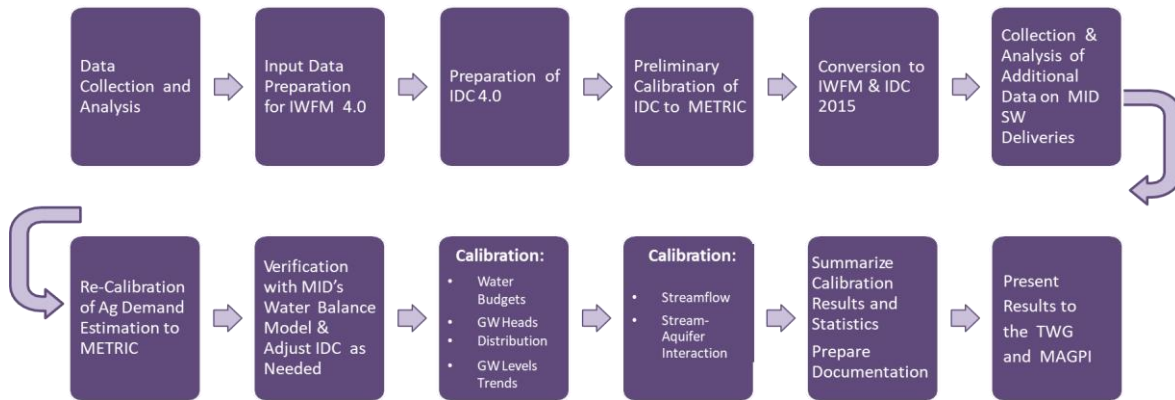 Data
Collection and
Analysis
Input Data
Preparation
for IWFM 4.0
Preparation of
IDC 4.0
Preliminary
Calibration of
IDC to METRIC
Conversion to
IWFM & IDC
2015
Collection &
Analysis of
Additional
Data on MID
SW
Deliveries
Re-Calibration
of Ag Demand
Estimation to
METRIC
Verification
with MID's
Water Balance
Model &
Adjust IDC as
Needed
Calibration:
• Water
Budgets
• GW Heads
• Distribution
• GW Levels
Trends
Calibration:
• Streamflow
• Stream-
Aquifer
Interaction
Summarize
Calibration
Results and
Statistics
Prepare
Documentation
Present
Results to
the TWG
and MAGPI